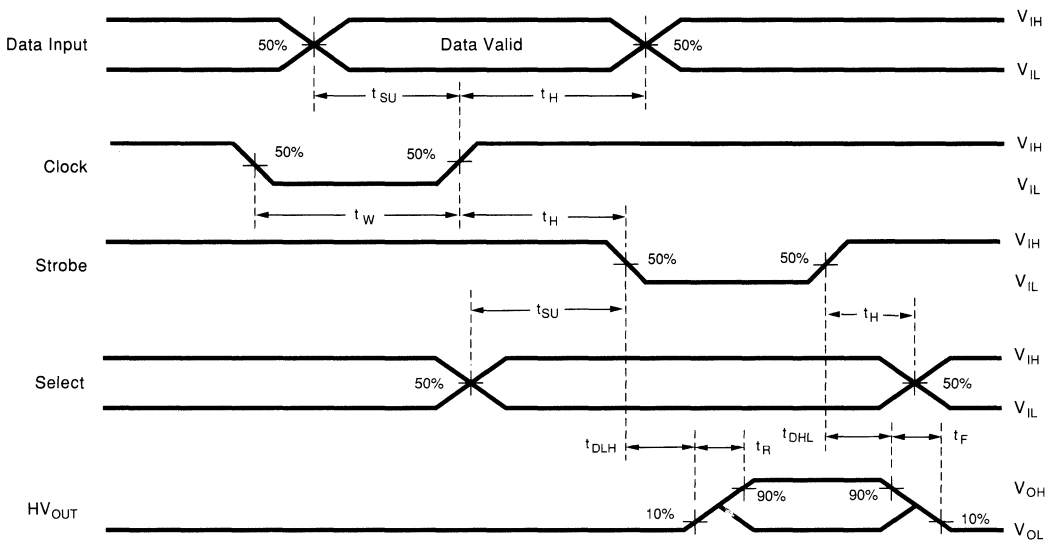 V_IH
Data Input 50% Data Valid 50%
V_IL
t_SU t_H
Clock 50% 50% V_IH
V_IL
t_W t_H
V_IH
Strobe 50% 50%
V_IL
t_SU t_H
V_IH
Select 50% 50%
V_IL
t_DLH t_R t_DHL t_F
HV_OUT 10% 90% 90% 10% V_OH
V_OL